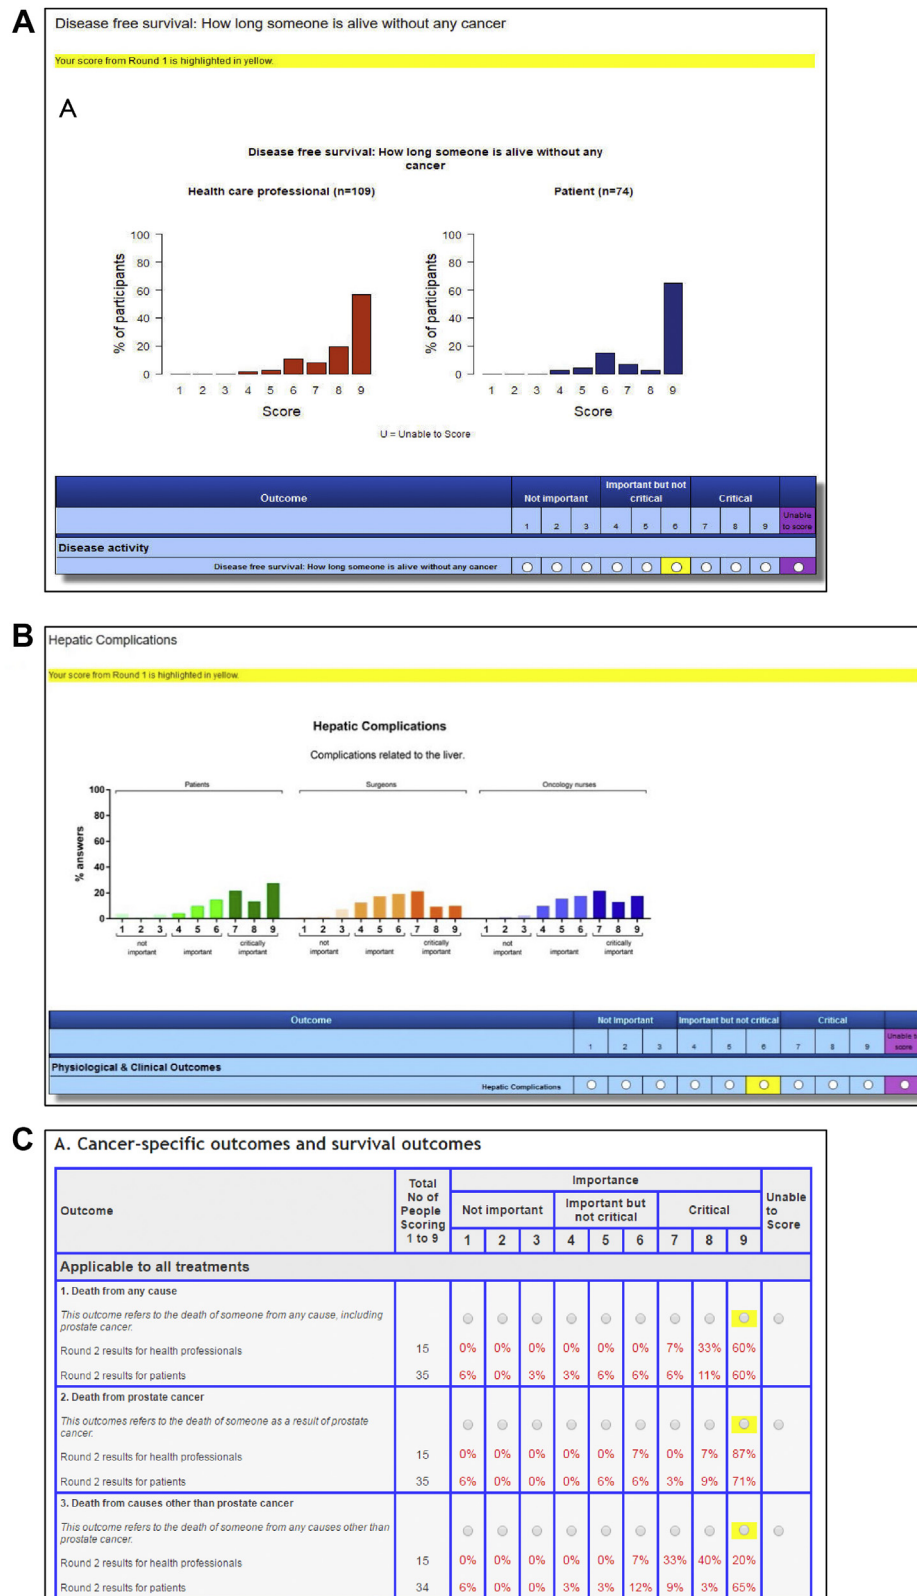 A
Disease free survival: How long someone is alive without any cancer
Your score from Round 1 is highlighted in yellow.
A
Disease free survival: How long someone is alive without any
cancer
Health care professional (n=109)
Patient (n=74)
% of participants
100
80
60
40
20
0
1 2 3 4 5 6 7 8 9
Score
% of participants
100
80
60
40
20
0
1 2 3 4 5 6 7 8 9
Score
U = Unable to Score
Outcome Not important Important but not critical Critical
1 2 3 4 5 6 7 8 9 Unable to score
Disease activity
Disease free survival: How long someone is alive without any cancer
B
Hepatic Complications
Your score from Round 1 is highlighted in yellow.
Hepatic Complications
Complications related to the liver.
Patients Surgeons Oncology nurses
% answers
100
80
60
40
20
0
1 2 3 4 5 6 7 8 9 1 2 3 4 5 6 7 8 9 1 2 3 4 5 6 7 8 9
not important important critically important not important important critically important not important important critically important
Outcome Not Important Important but not critical Critical
1 2 3 4 5 6 7 8 9 Unable score
Physiological & Clinical Outcomes
Hepatic Complications
C
A. Cancer-specific outcomes and survival outcomes
Outcome Total No of People Scoring 1 to 9 Importance Unable to Score
Not important Important but not critical Critical
1 2 3 4 5 6 7 8 9
Applicable to all treatments
1. Death from any cause
This outcome refers to the death of someone from any cause, including
prostate cancer.
Round 2 results for health professionals 15 0% 0% 0% 0% 0% 0% 7% 33% 60%
Round 2 results for patients 35 6% 0% 3% 3% 6% 6% 6% 11% 60%
2. Death from prostate cancer
This outcomes refers to the death of someone as a result of prostate
cancer.
Round 2 results for health professionals 15 0% 0% 0% 0% 0% 7% 0% 7% 87%
Round 2 results for patients 35 6% 0% 0% 0% 6% 6% 3% 9% 71%
3. Death from causes other than prostate cancer
This outcome refers to the death of someone from any causes other than
prostate cancer.
Round 2 results for health professionals 15 0% 0% 0% 0% 0% 7% 33% 40% 20%
Round 2 results for patients 34 6% 0% 0% 3% 3% 12% 9% 3% 65%